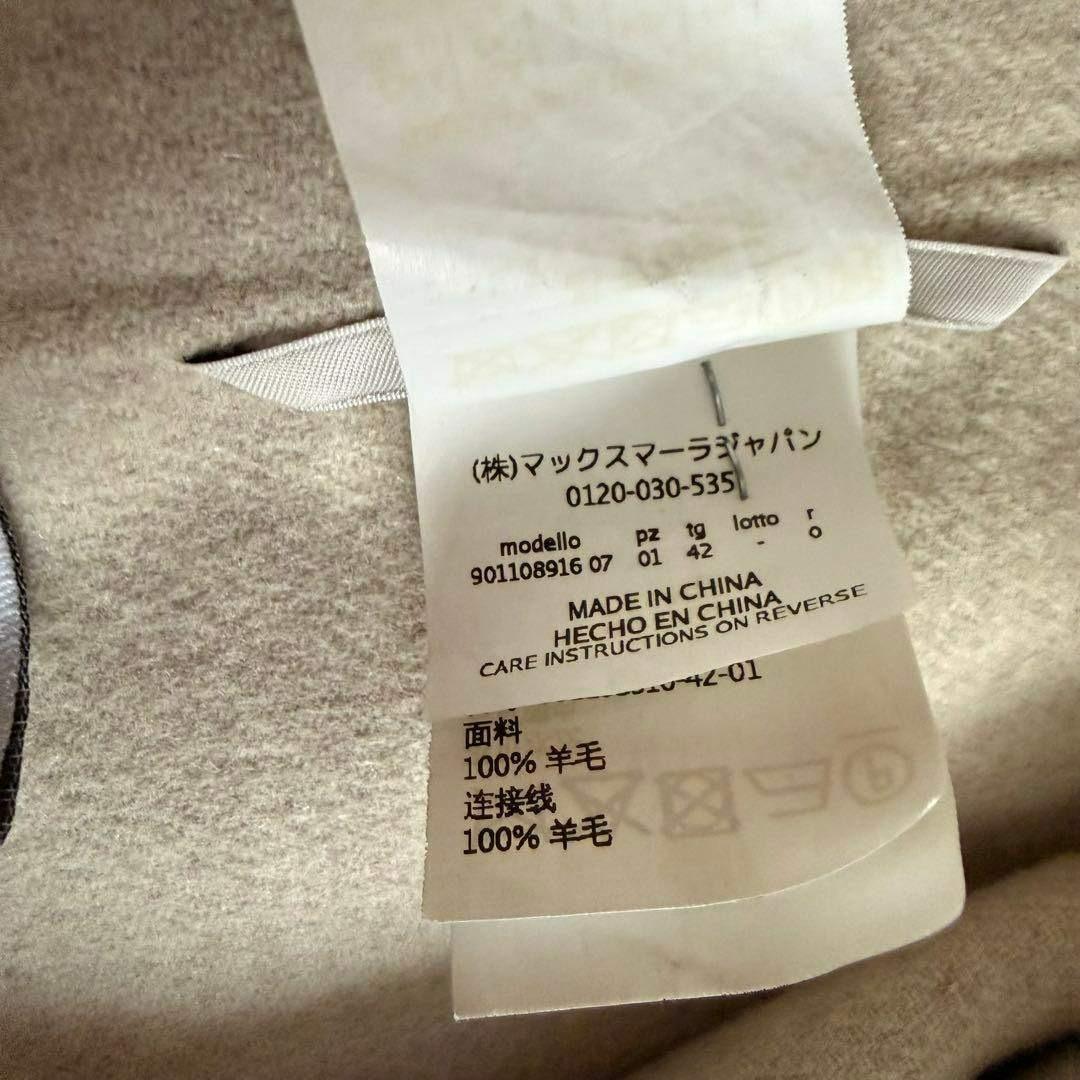 (株)マックスマーラジャパン
0120-030-535
modello pz tg lotto r
901108916 07 01 42 - o
MADE IN CHINA
HECHO EN CHINA
CARE INSTRUCTIONS ON REVERSE
-42-01
面料
100% 羊毛
连接线
100% 羊毛